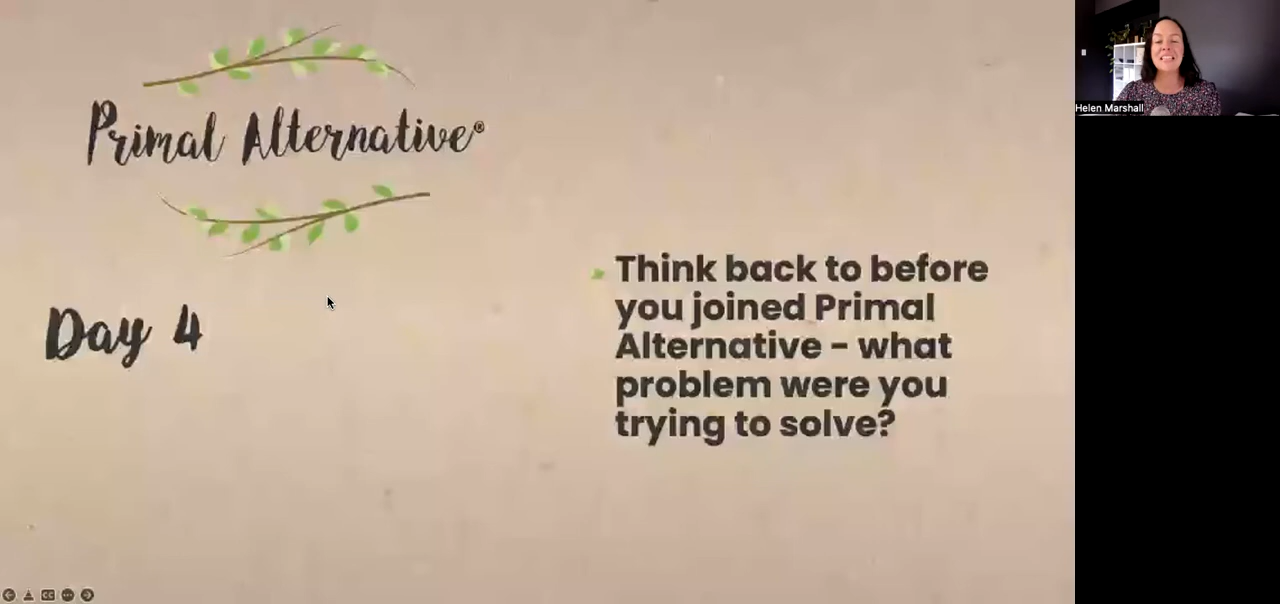 Primal Alternative®
Day 4
Think back to before
you joined Primal
Alternative - what
problem were you
trying to solve?
Helen Marshall
CC